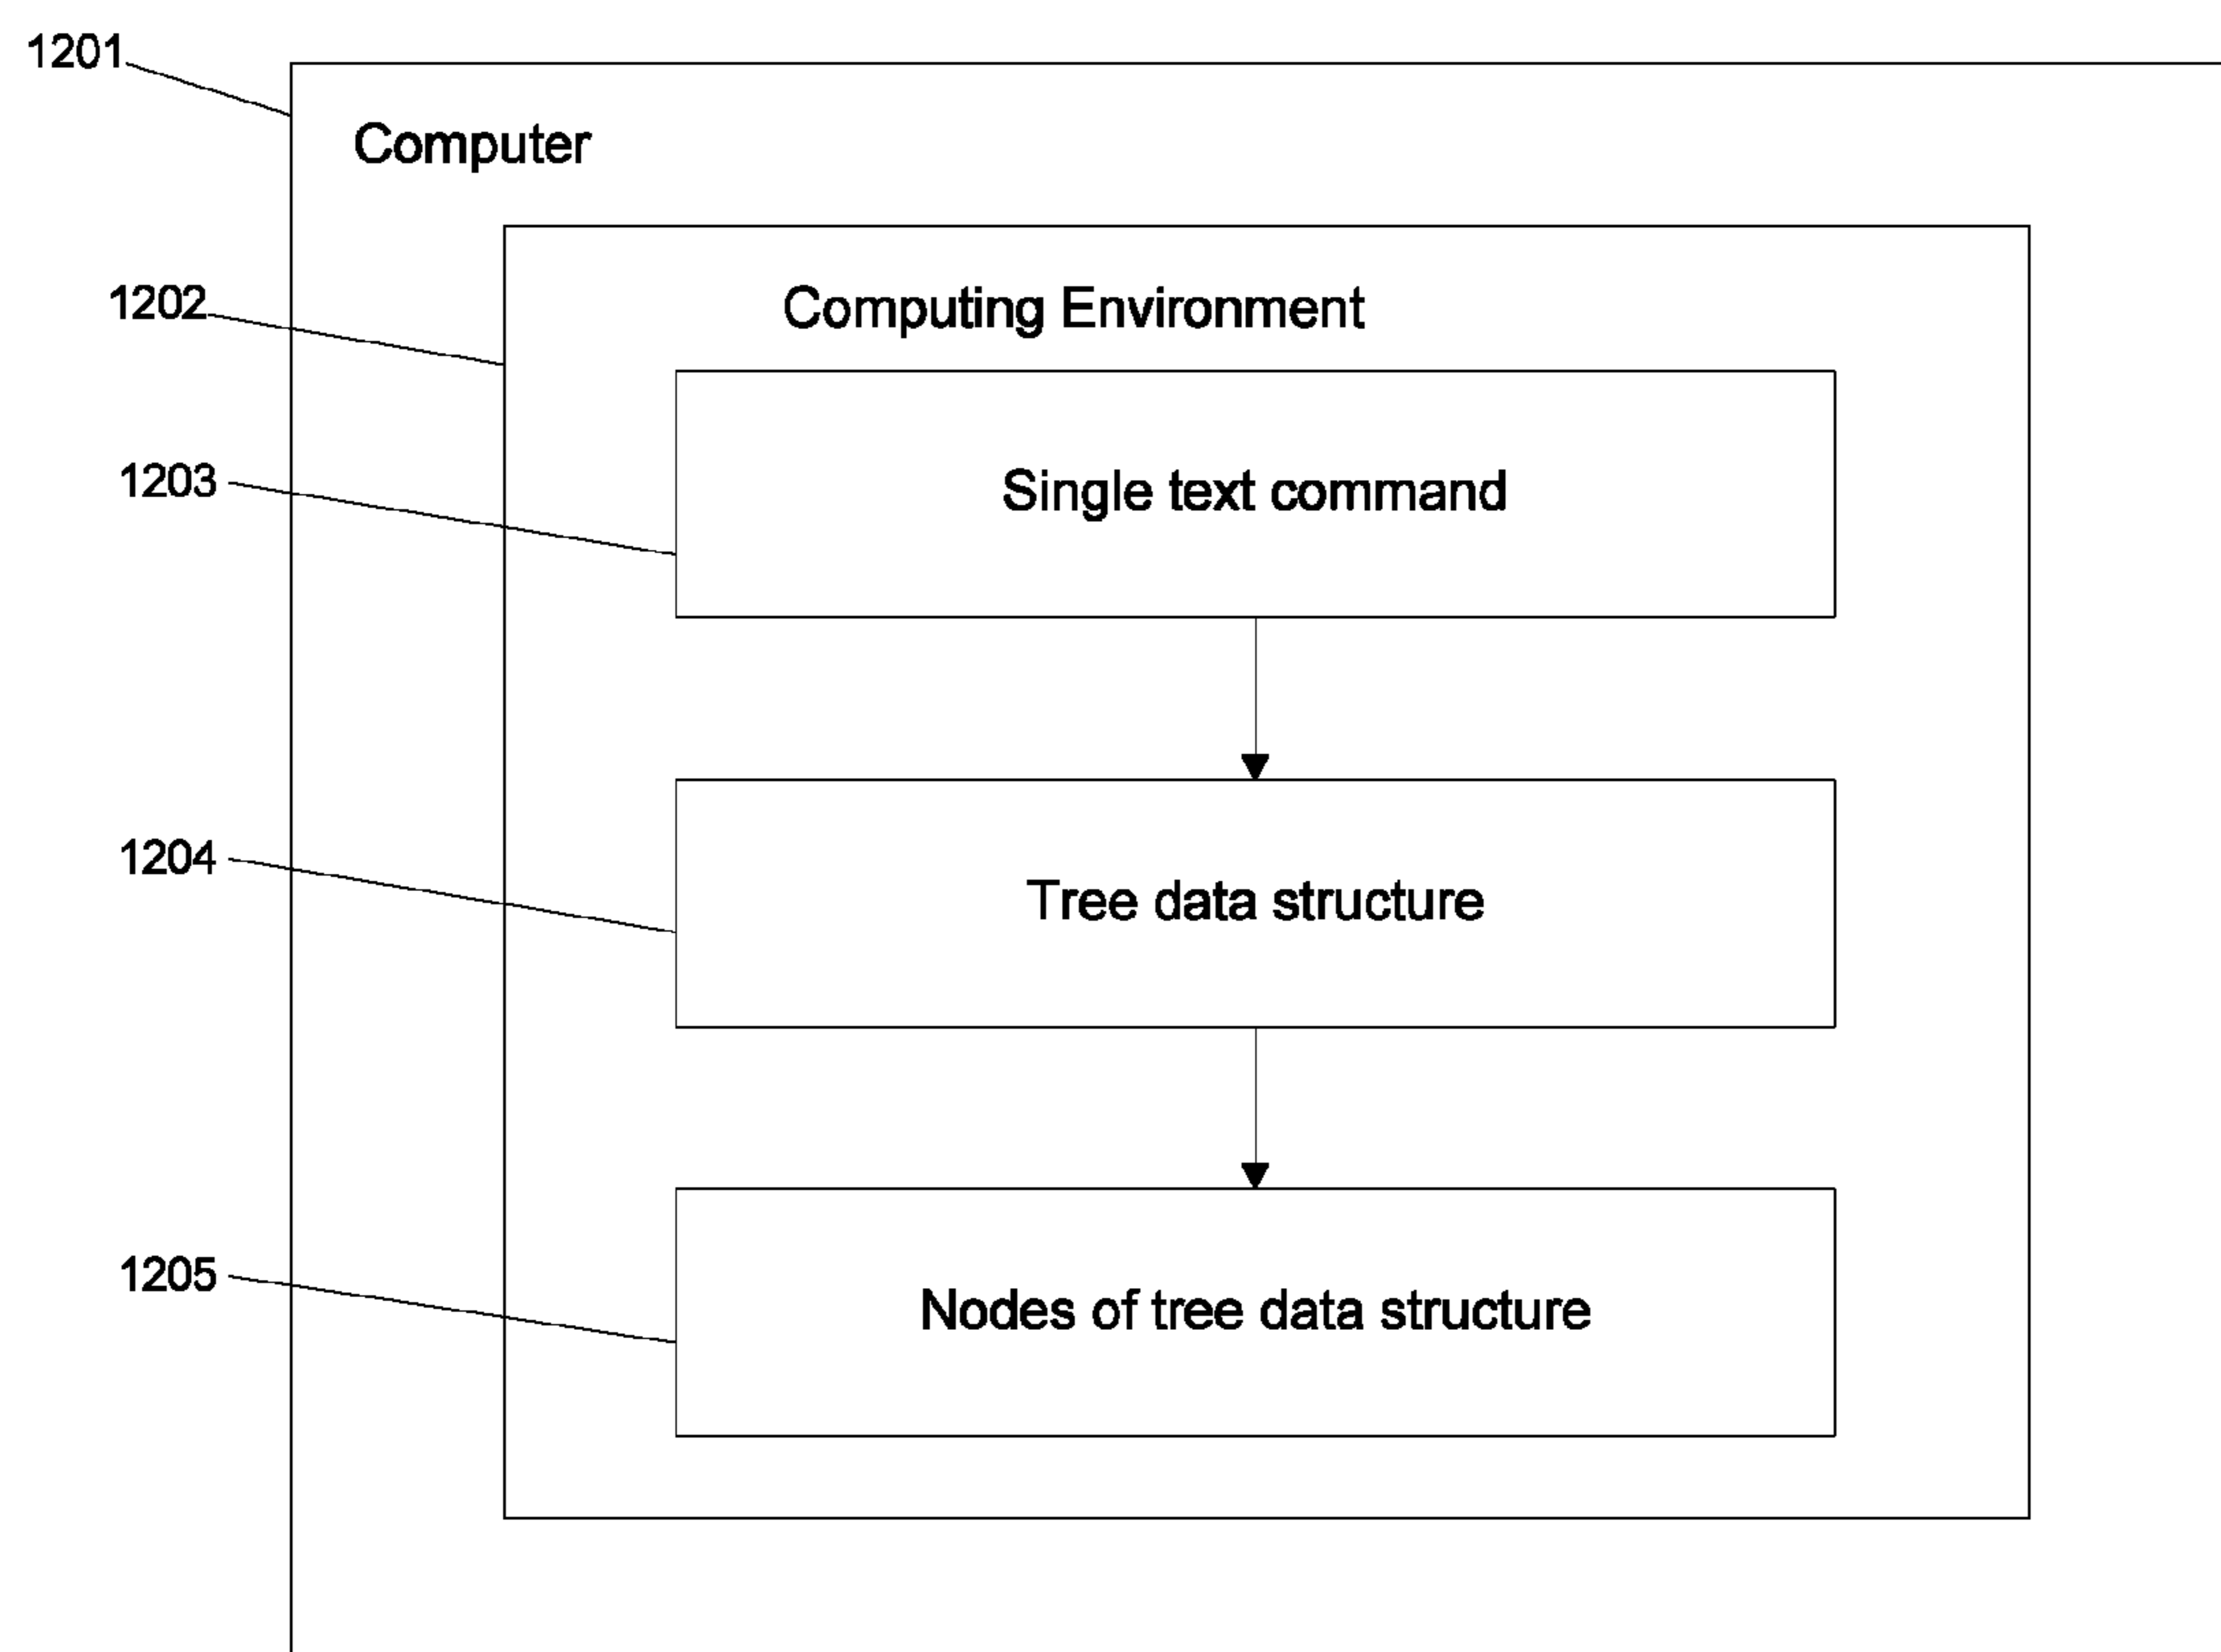 1201
Computer
1202
Computing Environment
1203
Single text command
1204
Tree data structure
1205
Nodes of tree data structure